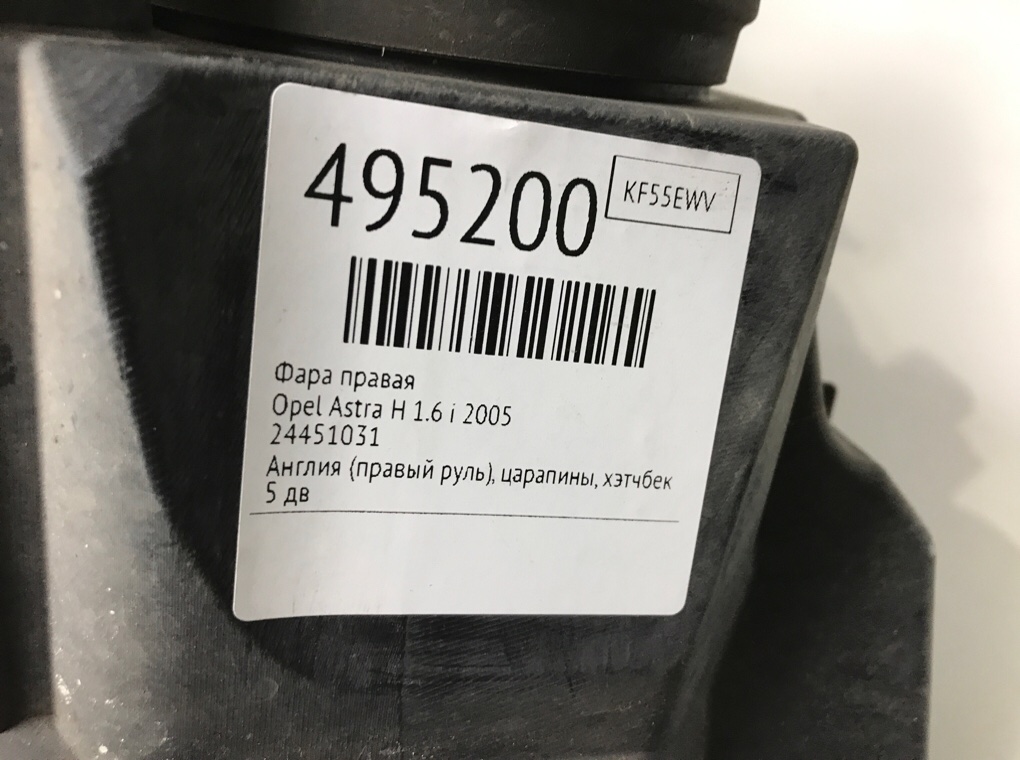 495200
KF55EWV
Фара правая
Opel Astra H 1.6 i 2005
24451031
Англия (правый руль), царапины, хэтчбек
5 дв